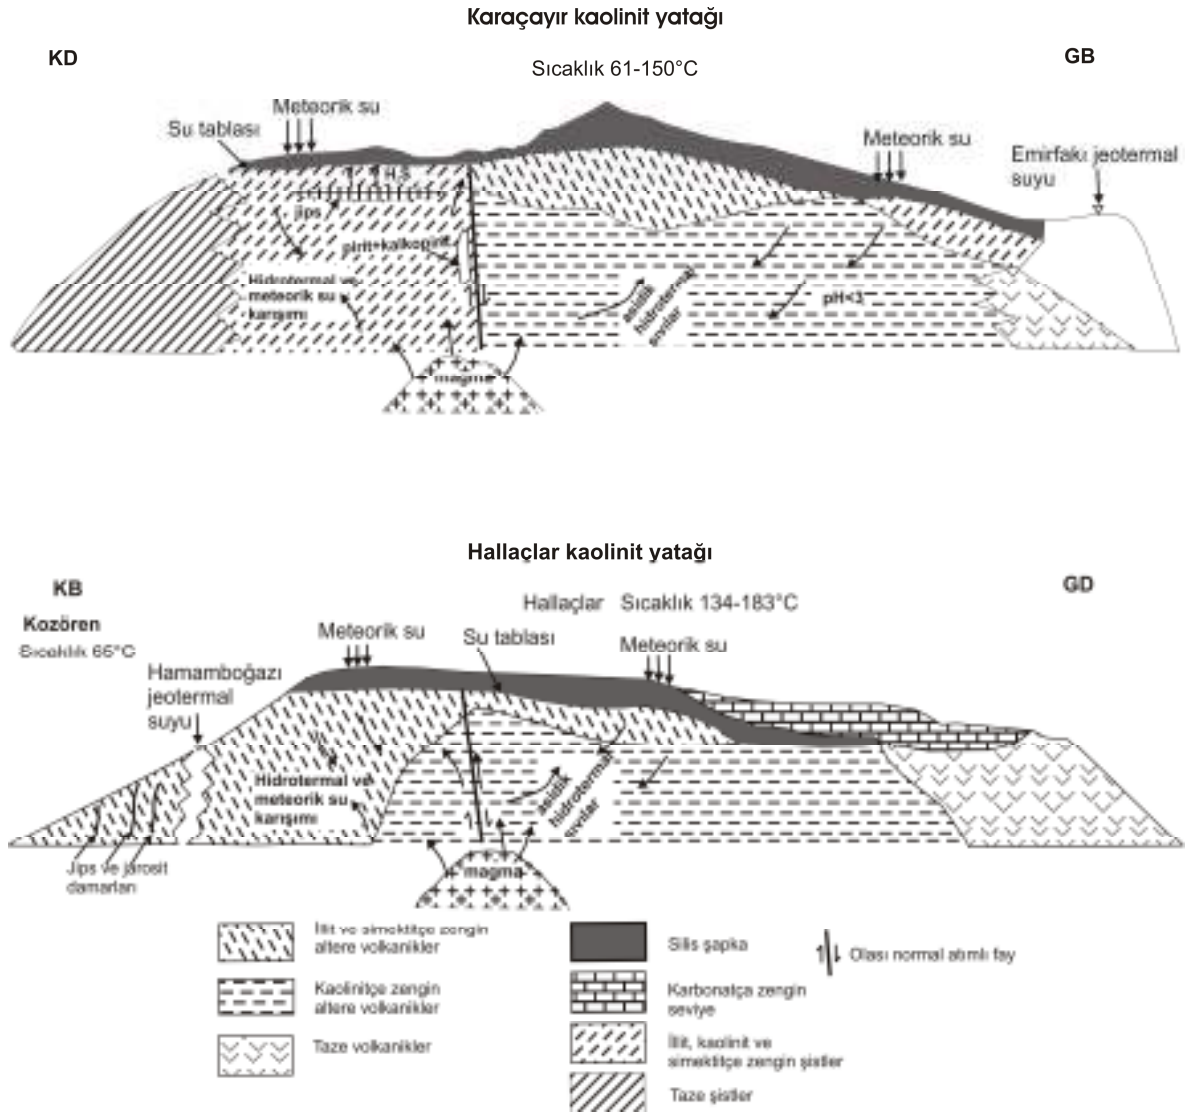 Karaçayır kaolinit yatağı
KD
GB
Sıcaklık 61-150°C
Meteorik su
Su tablası
Meteorik su
Emirfakı jeotermal
suyu
H₂S
jips
pirit+kalkopirit
Hidrotermal ve
meteorik su
karışımı
asidik
hidrotermal
sıvılar
pH<3
magma
Hallaçlar kaolinit yatağı
KB
GD
Hallaçlar Sıcaklık 134-183°C
Kozören
Sıcaklık 65°C
Meteorik su
Su tablası
Meteorik su
Hamamboğazı
jeotermal
suyu
Hidrotermal ve
meteorik su
karışımı
asidik
hidrotermal
sıvılar
Jips ve jarosit
damarları
magma
İllit ve simektitçe zengin
altere volkanikler
Silis şapka
Olası normal atımlı fay
Kaolinitçe zengin
altere volkanikler
Karbonatça zengin
seviye
Taze volkanikler
İllit, kaolinit ve
simektitçe zengin şistler
Taze şistler